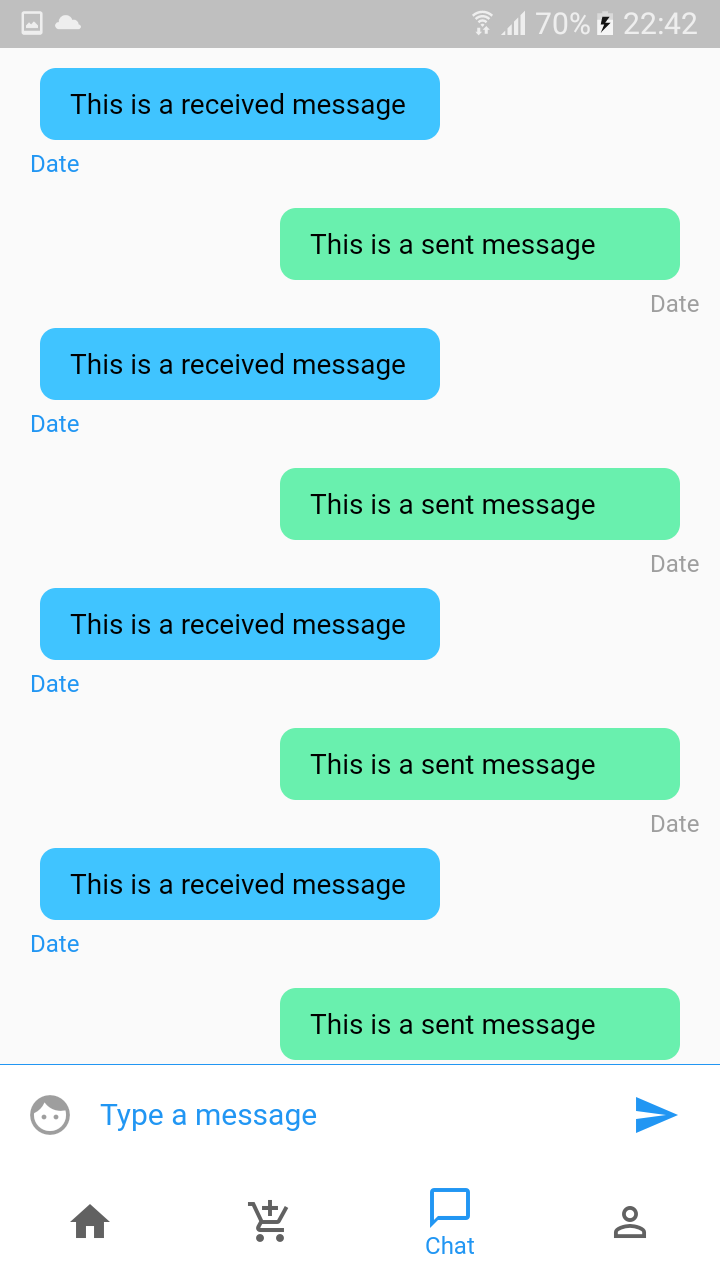 70% 22:42
This is a received message
Date
This is a sent message
Date
This is a received message
Date
This is a sent message
Date
This is a received message
Date
This is a sent message
Date
This is a received message
Date
This is a sent message
Type a message
Chat